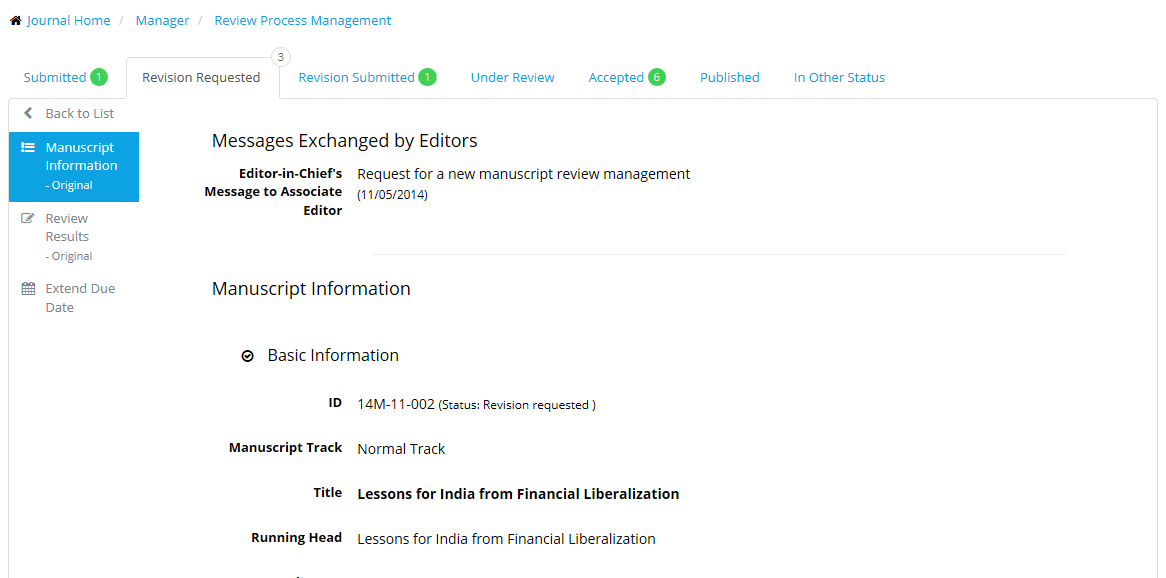 Journal Home / Manager / Review Process Management
3
Submitted 1 Revision Requested Revision Submitted 1 Under Review Accepted 6 Published In Other Status
Back to List
Manuscript Information
- Original
Review Results
- Original
Extend Due Date
Messages Exchanged by Editors
Editor-in-Chief's Request for a new manuscript review management
Message to Associate (11/05/2014)
Editor
Manuscript Information
Basic Information
ID 14M-11-002 (Status: Revision requested )
Manuscript Track Normal Track
Title Lessons for India from Financial Liberalization
Running Head Lessons for India from Financial Liberalization